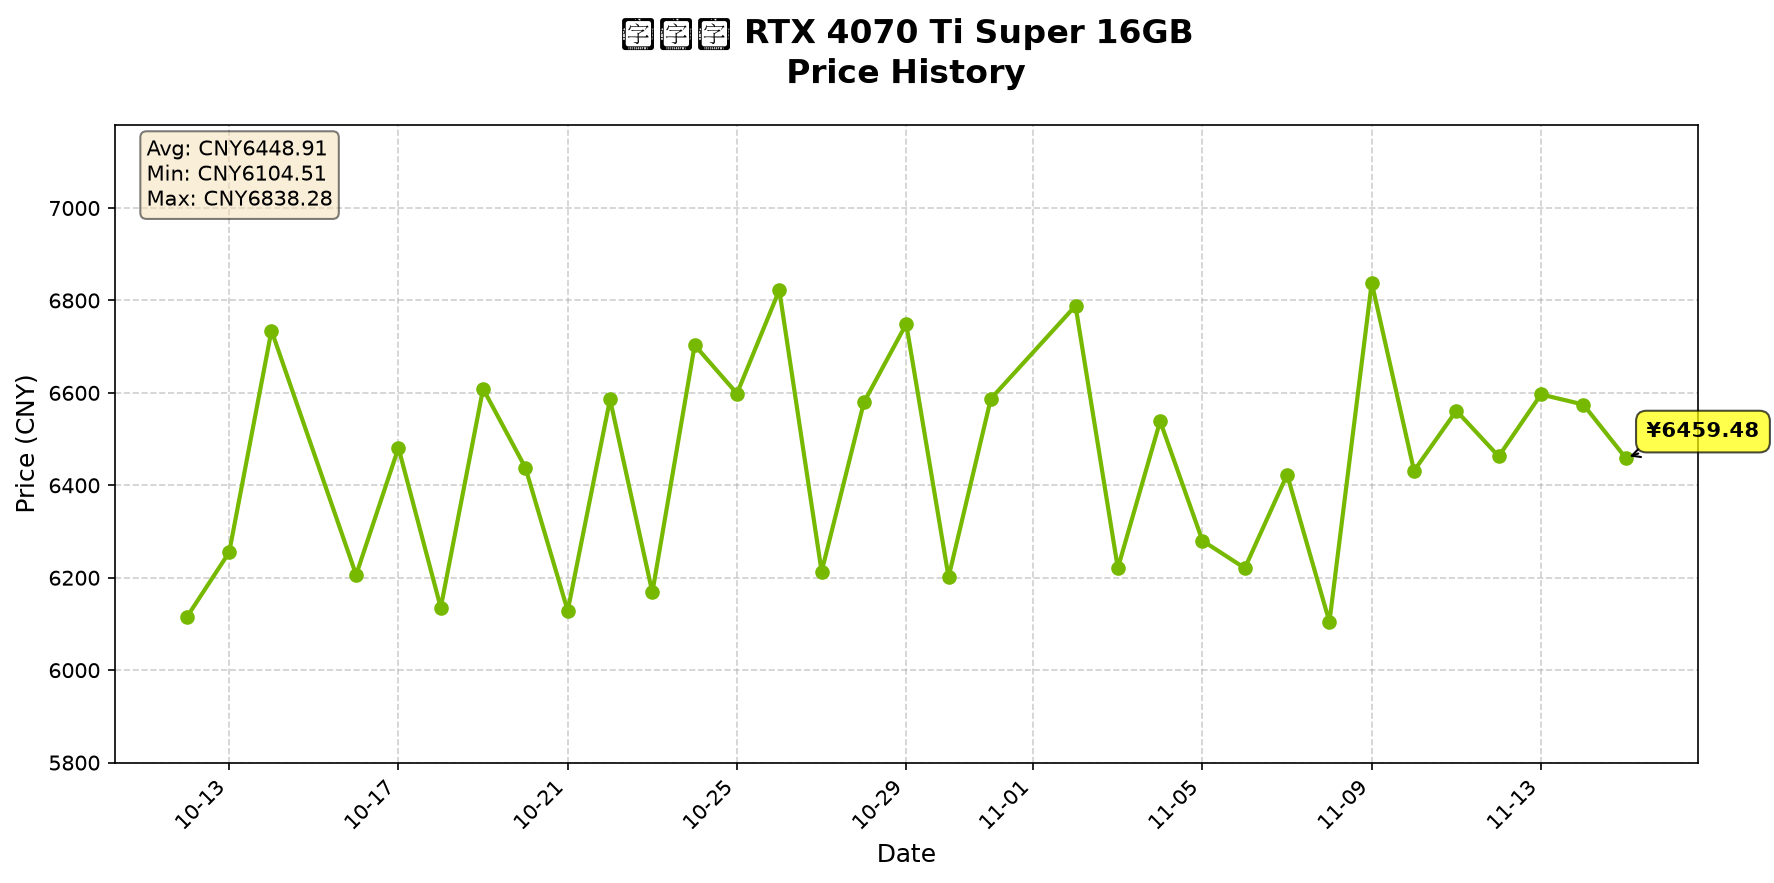 RTX 4070 Ti Super 16GB
Price History
Avg: CNY6448.91
Min: CNY6104.51
Max: CNY6838.28
7000
6800
6600
6400
6200
6000
5800
Price (CNY)
¥6459.48
10-13
10-17
10-21
10-25
10-29
11-01
11-05
11-09
11-13
Date